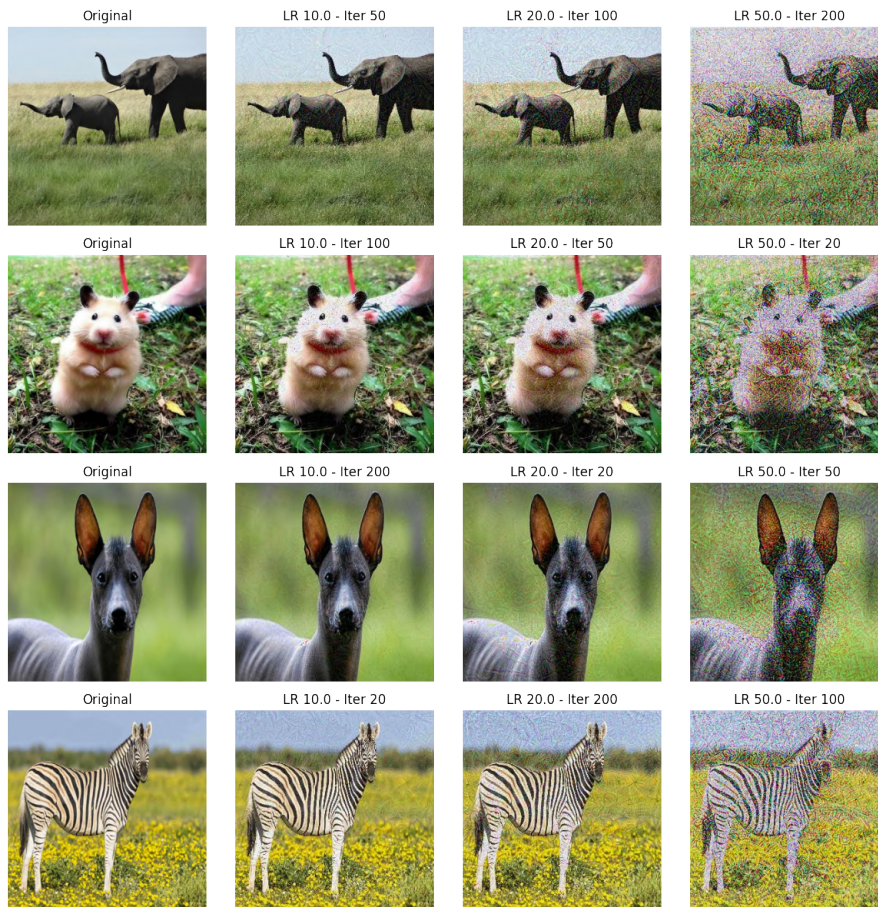 Original LR 10.0 - Iter 50 LR 20.0 - Iter 100 LR 50.0 - Iter 200
Original LR 10.0 - Iter 100 LR 20.0 - Iter 50 LR 50.0 - Iter 20
Original LR 10.0 - Iter 200 LR 20.0 - Iter 20 LR 50.0 - Iter 50
Original LR 10.0 - Iter 20 LR 20.0 - Iter 200 LR 50.0 - Iter 100